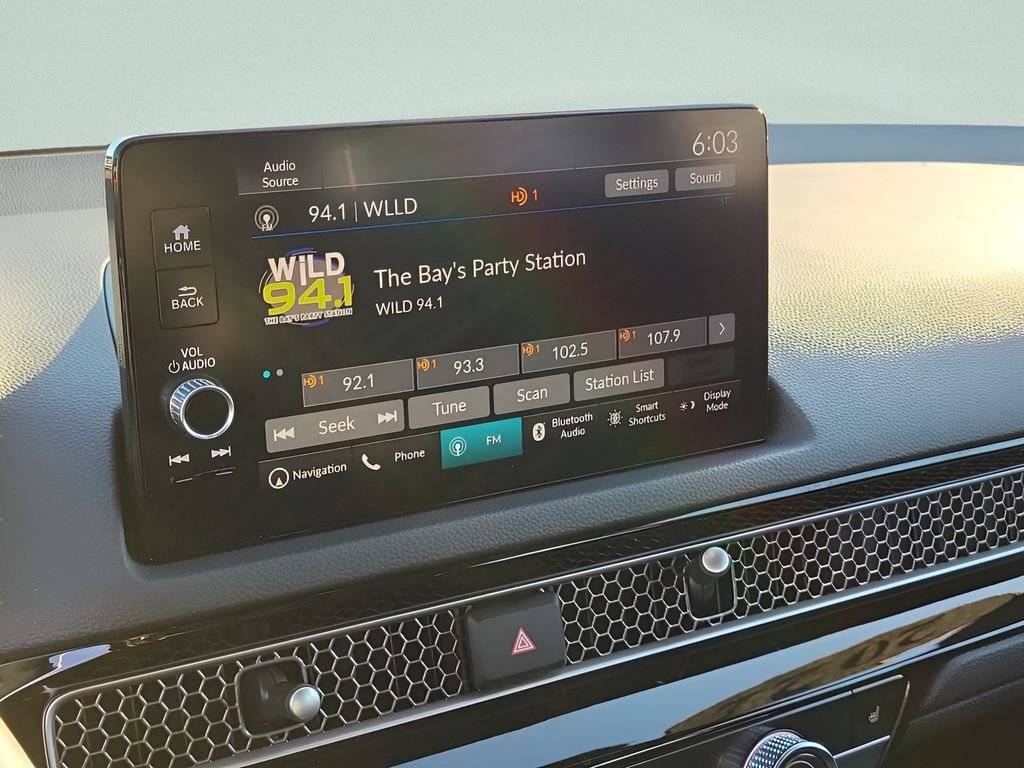 6:03
Audio
Source
Settings
Sound
FM
94.1 | WLLD
HD 1
ST
HOME
BACK
WiLD
94.1
THE BAY'S PARTY STATION
The Bay's Party Station
WILD 94.1
VOL
AUDIO
HD 1 92.1
HD 1 93.3
HD 1 102.5
HD 1 107.9
Seek
Tune
Scan
Station List
Navigation
Phone
FM
Bluetooth
Audio
Smart
Shortcuts
Display
Mode